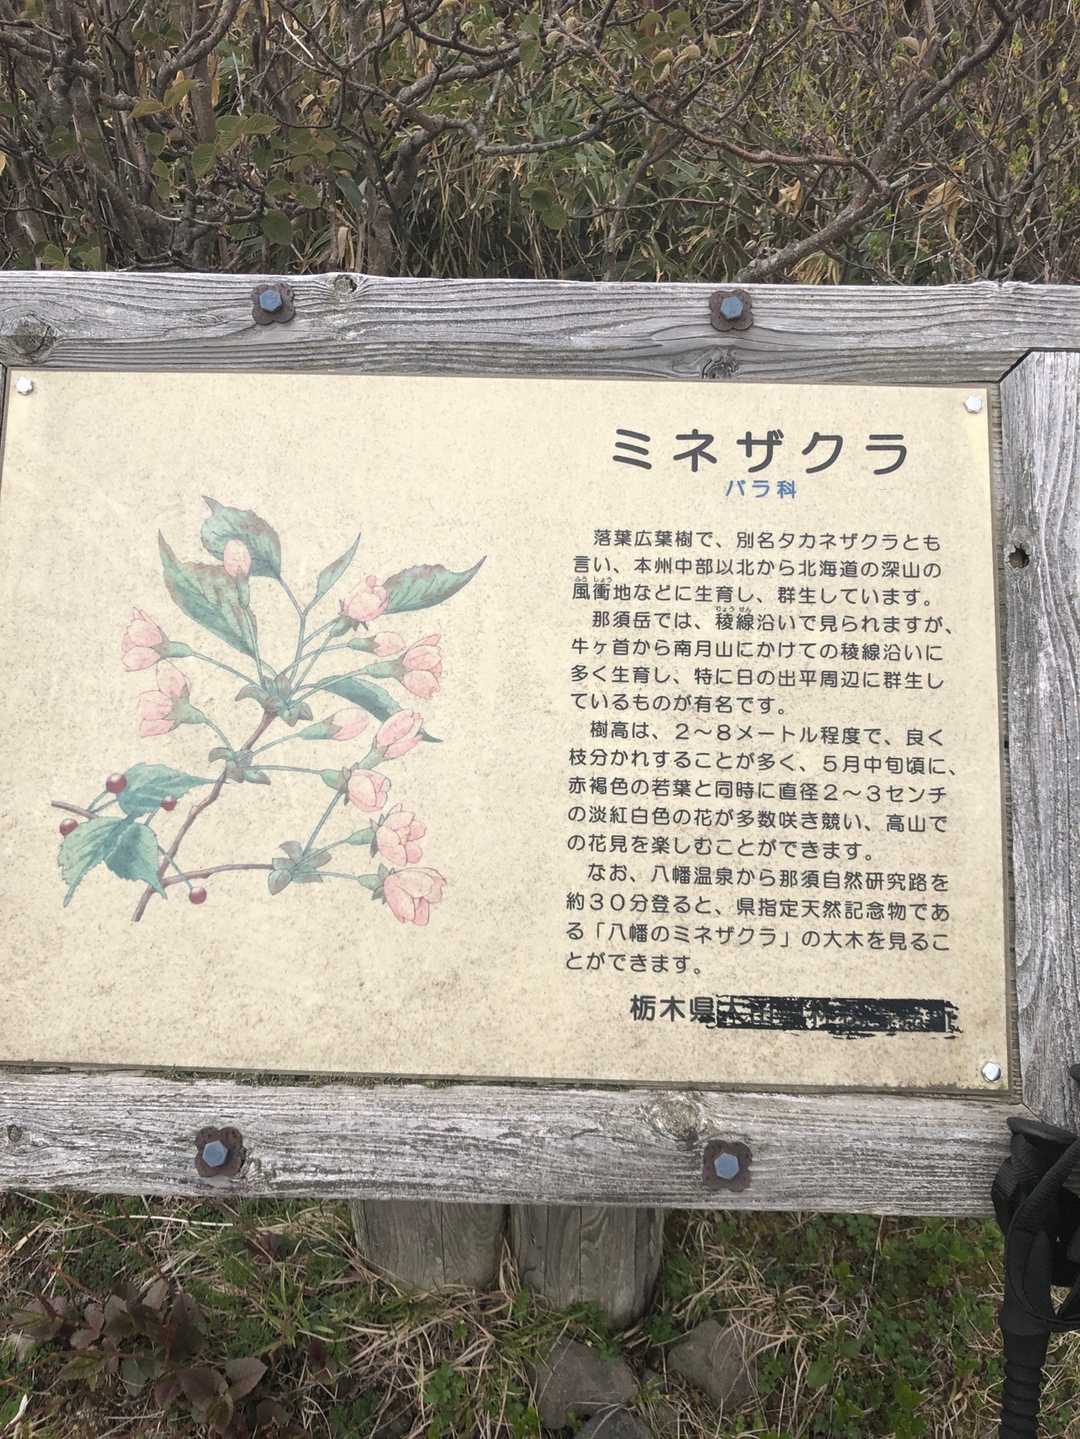 ミネザクラ
バラ科
落葉広葉樹で、別名タカネザクラとも
言い、本州中部以北から北海道の深山の
ふう しょう
風衝地などに生育し、群生しています。
りょう せん
那須岳では、稜線沿いで見られますが、
牛ヶ首から南月山にかけての稜線沿いに
多く生育し、特に日の出平周辺に群生し
ているものが有名です。
樹高は、2〜8メートル程度で、良く
枝分かれすることが多く、5月中旬頃に、
赤褐色の若葉と同時に直径2〜3センチ
の淡紅白色の花が多数咲き競い、高山で
の花見を楽しむことができます。
なお、八幡温泉から那須自然研究路を
約30分登ると、県指定天然記念物であ
る「八幡のミネザクラ」の大木を見るこ
とができます。
栃木県